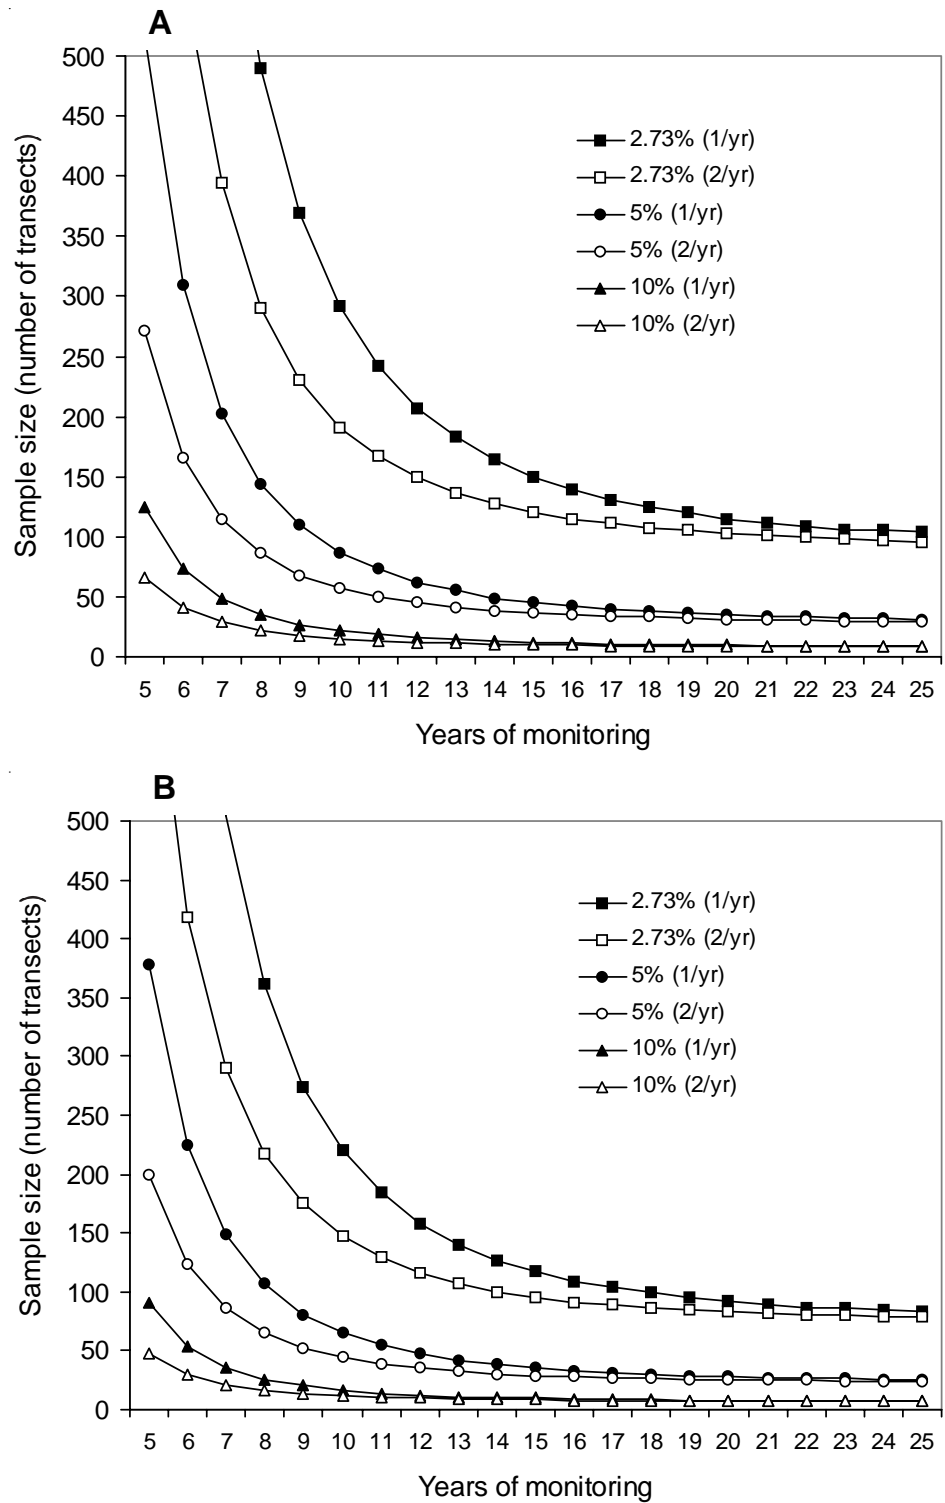 A
500
450
400
350
300
250
200
150
100
50
0
Sample size (number of transects)
2.73% (1/yr)
2.73% (2/yr)
5% (1/yr)
5% (2/yr)
10% (1/yr)
10% (2/yr)
5 6 7 8 9 10 11 12 13 14 15 16 17 18 19 20 21 22 23 24 25
Years of monitoring
B
500
450
400
350
300
250
200
150
100
50
0
Sample size (number of transects)
2.73% (1/yr)
2.73% (2/yr)
5% (1/yr)
5% (2/yr)
10% (1/yr)
10% (2/yr)
5 6 7 8 9 10 11 12 13 14 15 16 17 18 19 20 21 22 23 24 25
Years of monitoring